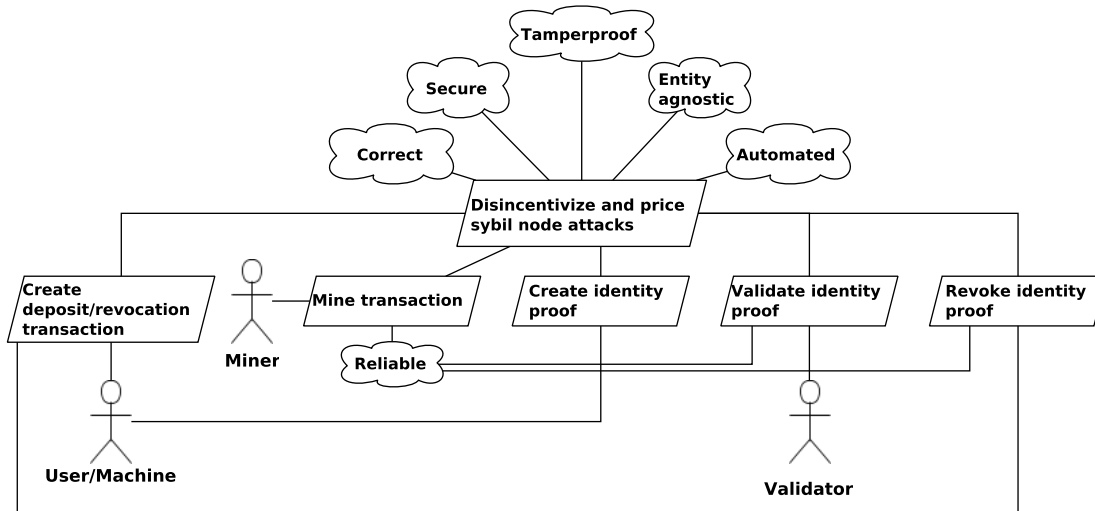 Tamperproof
Secure
Entity
agnostic
Correct
Automated
Disincentivize and price
sybil node attacks
Create
deposit/revocation
transaction
Mine transaction
Create identity
proof
Validate identity
proof
Revoke identity
proof
Miner
Reliable
User/Machine
Validator